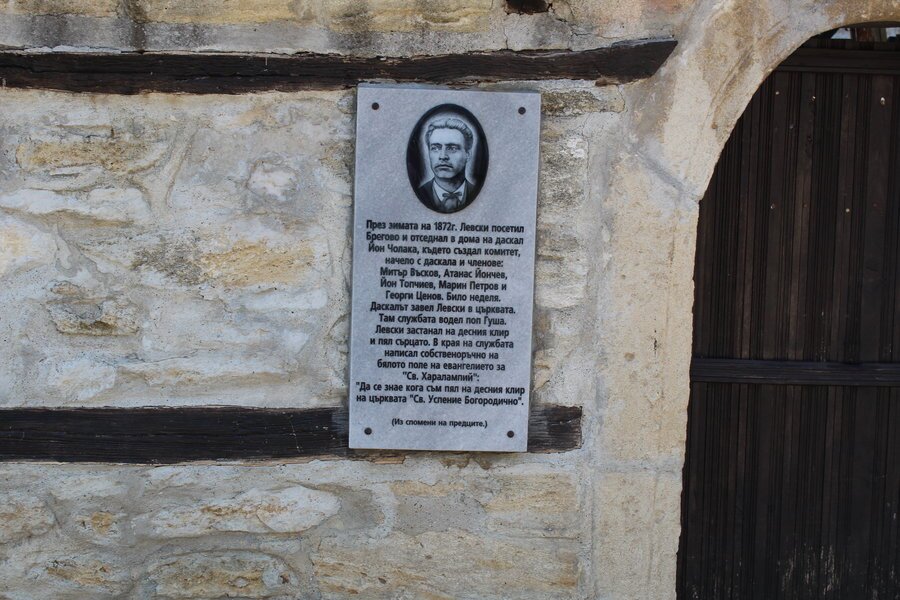 През зимата на 1872г. Левски посетил
Брегово и отседнал в дома на даскал
Йон Чолака, където създал комитет,
начело с даскала и членове:
Митър Въсков, Атанас Йончев,
Йон Топчиев, Марин Петров и
Георги Ценов. Било неделя.
Даскалът завел Левски в църквата.
Там службата водел поп Гуша.
Левски застанал на десния клир
и пял сърцато. В края на службата
написал собственоръчно на
бялото поле на евангелието за
"Св. Харалампий":
"Да се знае кога съм пял на десния клир
на църквата "Св. Успение Богородично".
(Из спомени на предците.)